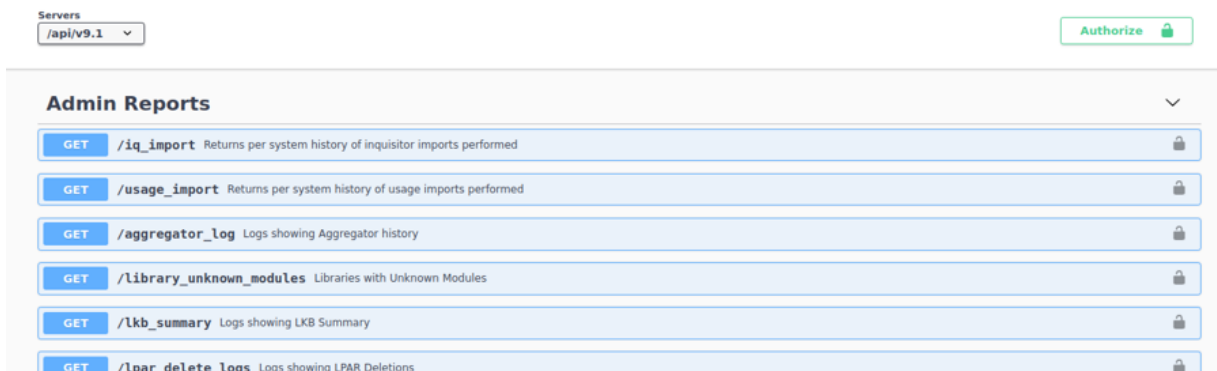 Servers
/api/v9.1
Authorize
Admin Reports
GET /iq_import Returns per system history of inquisitor imports performed
GET /usage_import Returns per system history of usage imports performed
GET /aggregator_log Logs showing Aggregator history
GET /library_unknown_modules Libraries with Unknown Modules
GET /lkb_summary Logs showing LKB Summary
GET /lpar_delete_logs Logs showing LPAR Deletions